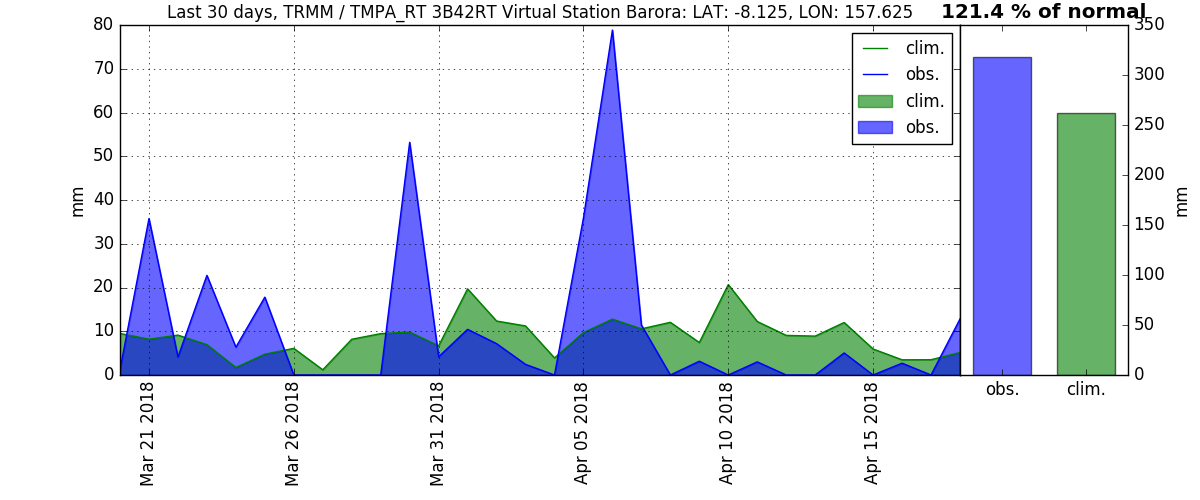 Last 30 days, TRMM / TMPA_RT 3B42RT Virtual Station Barora: LAT: -8.125, LON: 157.625
121.4 % of normal
80
70
60
50
40
30
20
10
0
mm
clim.
obs.
clim.
obs.
Mar 21 2018
Mar 26 2018
Mar 31 2018
Apr 05 2018
Apr 10 2018
Apr 15 2018
350
300
250
200
150
100
50
0
mm
obs.
clim.